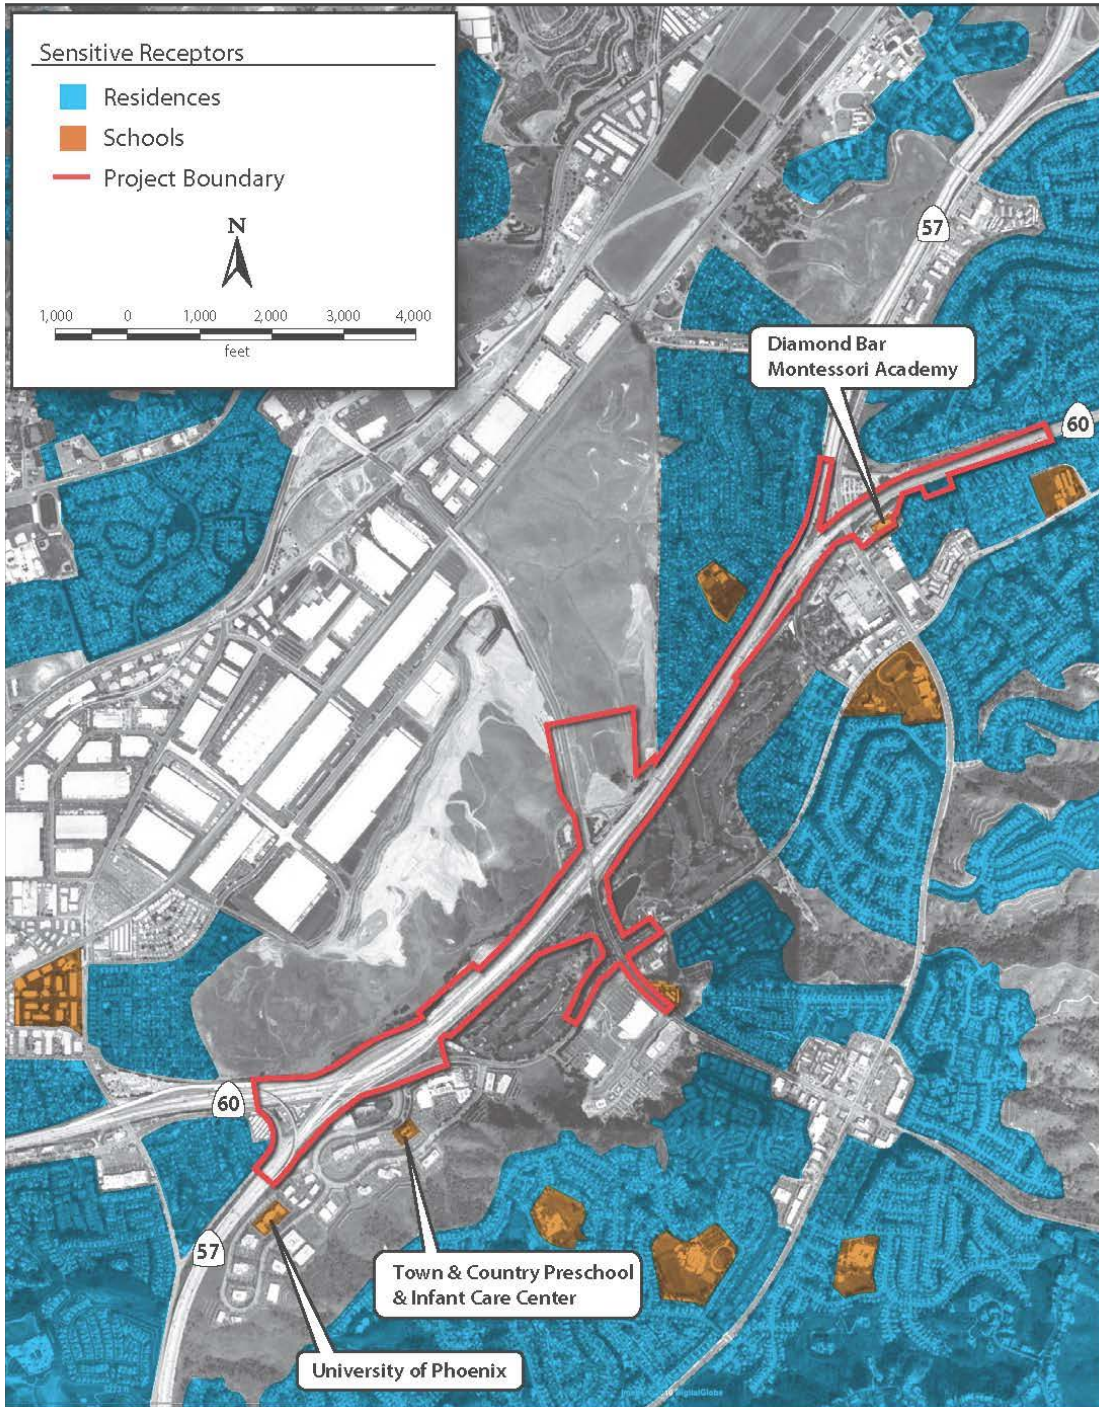 Sensitive Receptors
Residences
Schools
Project Boundary
N
1,000 0 1,000 2,000 3,000 4,000
feet
57
Diamond Bar
Montessori Academy
60
60
57
Town & Country Preschool
& Infant Care Center
University of Phoenix
DigitalGlobe